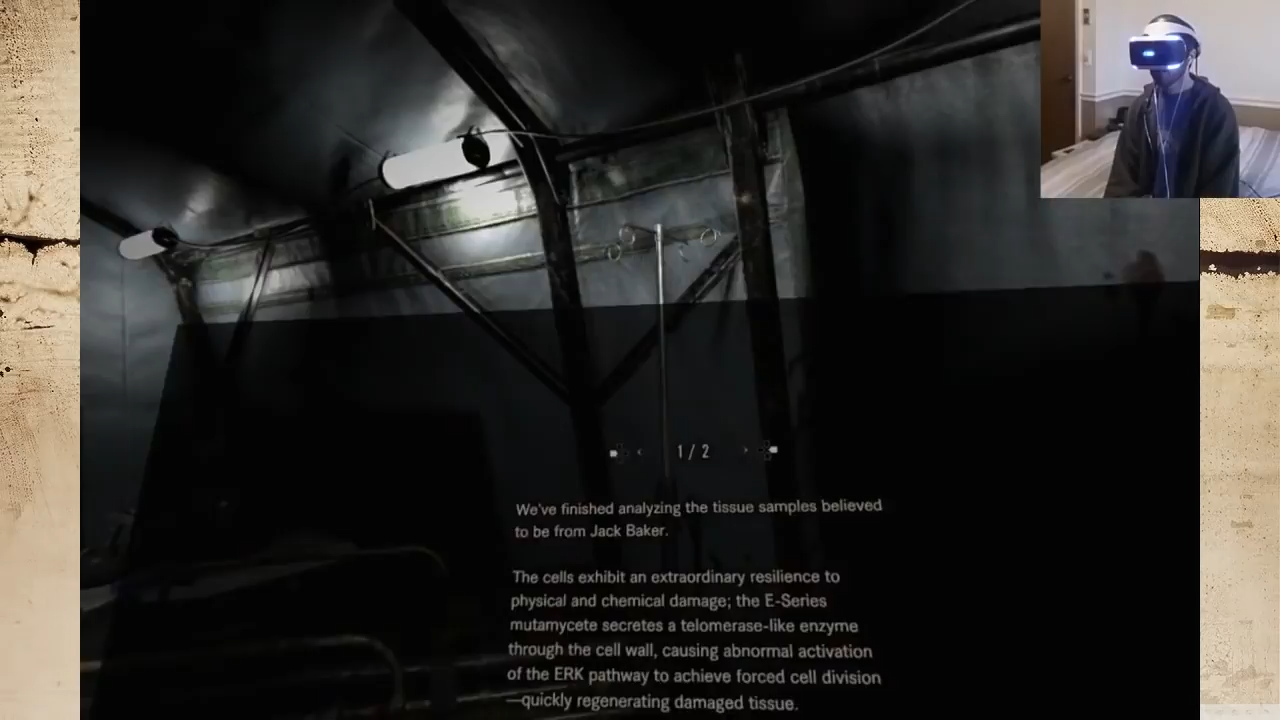 1 / 2
We've finished analyzing the tissue samples believed
to be from Jack Baker.
The cells exhibit an extraordinary resilience to
physical and chemical damage; the E-Series
mutamycete secretes a telomerase-like enzyme
through the cell wall, causing abnormal activation
of the ERK pathway to achieve forced cell division
—quickly regenerating damaged tissue.